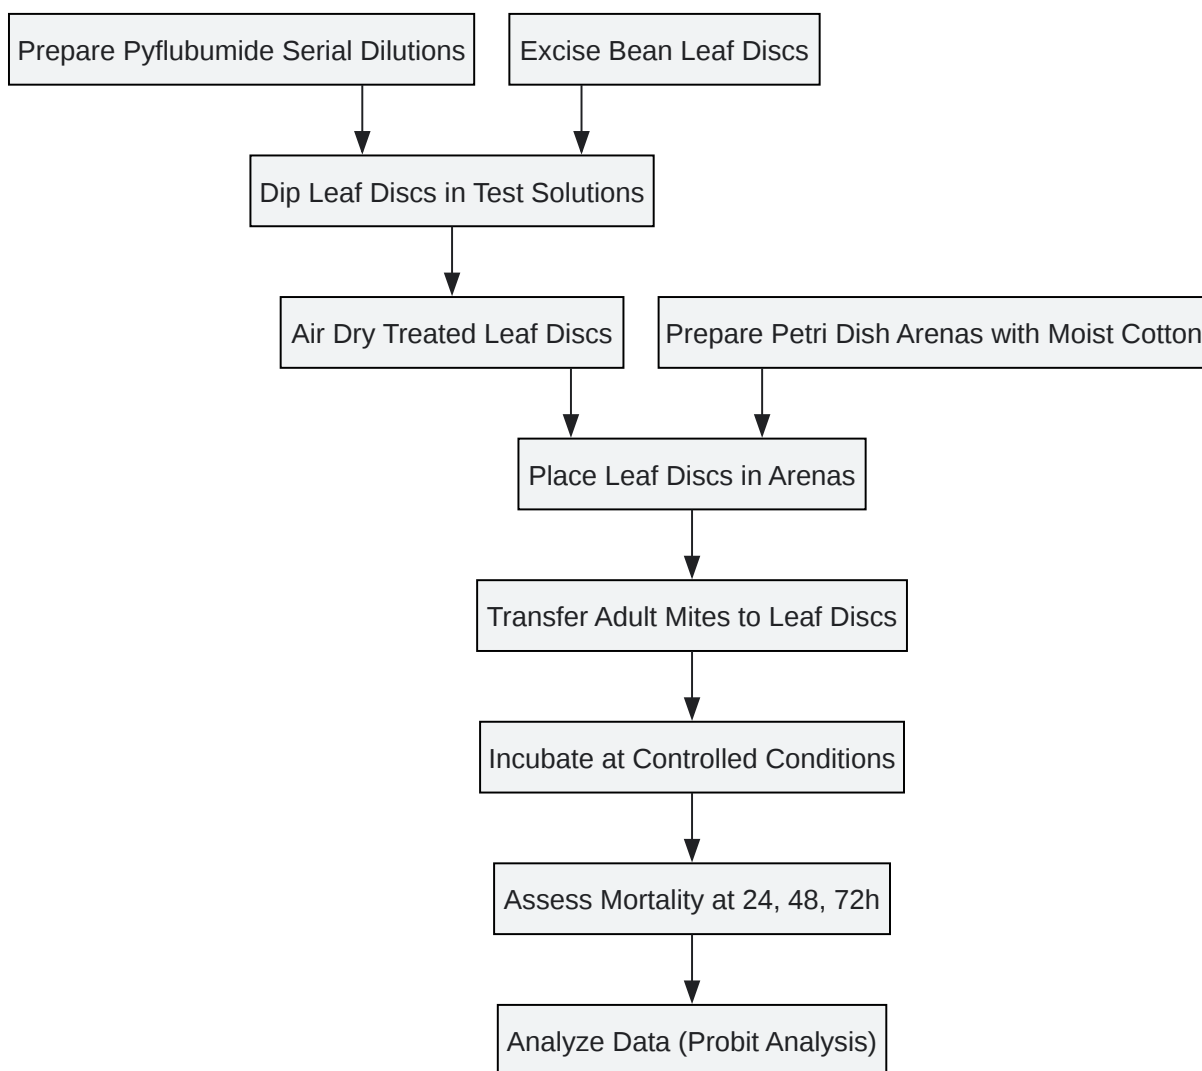 Prepare Pyflubumide Serial Dilutions
Excise Bean Leaf Discs
Dip Leaf Discs in Test Solutions
Air Dry Treated Leaf Discs
Prepare Petri Dish Arenas with Moist Cotton
Place Leaf Discs in Arenas
Transfer Adult Mites to Leaf Discs
Incubate at Controlled Conditions
Assess Mortality at 24, 48, 72h
Analyze Data (Probit Analysis)